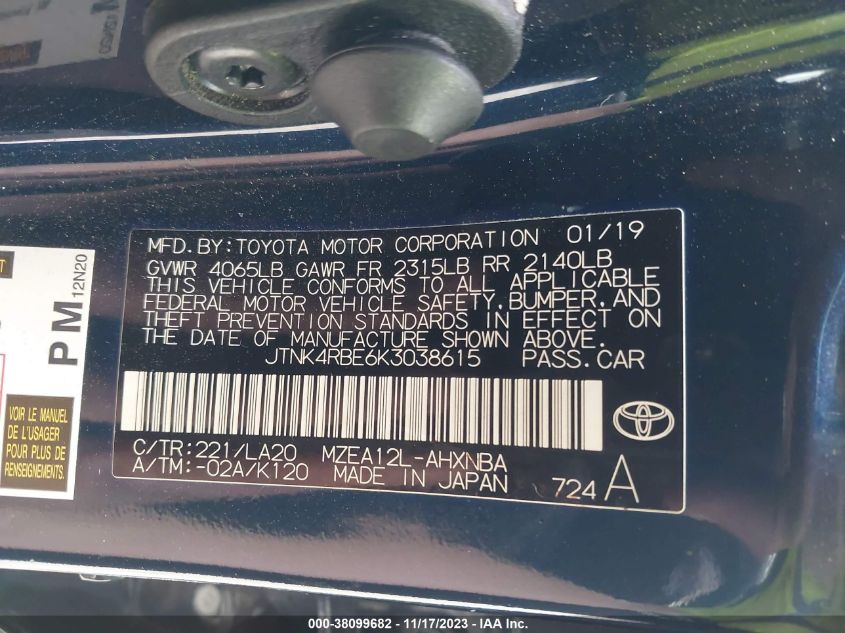 MFD.BY:TOYOTA MOTOR CORPORATION 01/19
GVWR 4065LB GAWR FR 2315LB RR 2140LB
THIS VEHICLE CONFORMS TO ALL APPLICABLE
FEDERAL MOTOR VEHICLE SAFETY,BUMPER,AND
THEFT PREVENTION STANDARDS IN EFFECT ON
THE DATE OF MANUFACTURE SHOWN ABOVE.
JTNK4RBE6K3038615 PASS.CAR
C/TR:221/LA20 MZEA12L-AHXNBA
A/TM:-02A/K120 MADE IN JAPAN 724 A
PM 12N20
VOIR LE MANUEL
DE L'USAGER
POUR PLUS DE
RENSEIGNEMENTS.
000-38099682 - 11/17/2023 - IAA Inc.